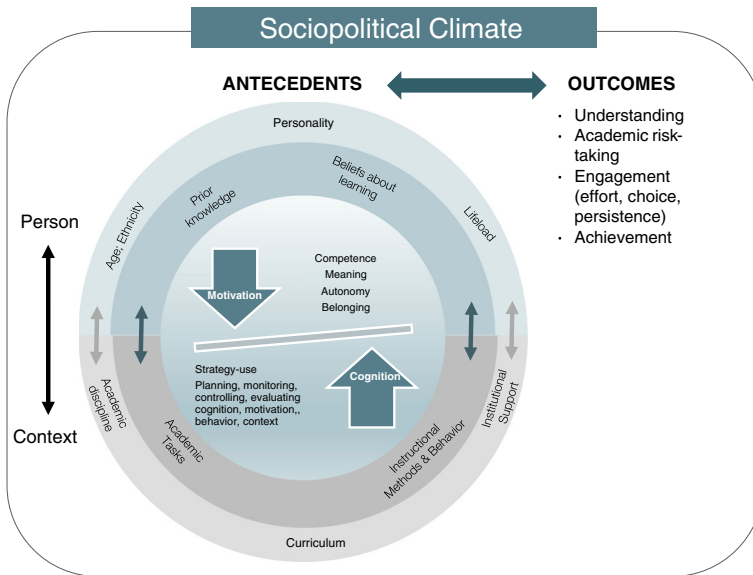 Sociopolitical Climate
ANTECEDENTS
OUTCOMES
· Understanding
· Academic risk-
taking
· Engagement
(effort, choice,
persistence)
· Achievement
Person
Context
Personality
Age; Ethnicity
Lifeload
Prior
knowledge
Beliefs about
learning
Motivation
Competence
Meaning
Autonomy
Belonging
Strategy-use
Planning, monitoring,
controlling, evaluating
cognition, motivation,,
behavior, context
Cognition
Academic
discipline
Academic
Tasks
Instructional
Methods & Behavior
Institutional
Support
Curriculum